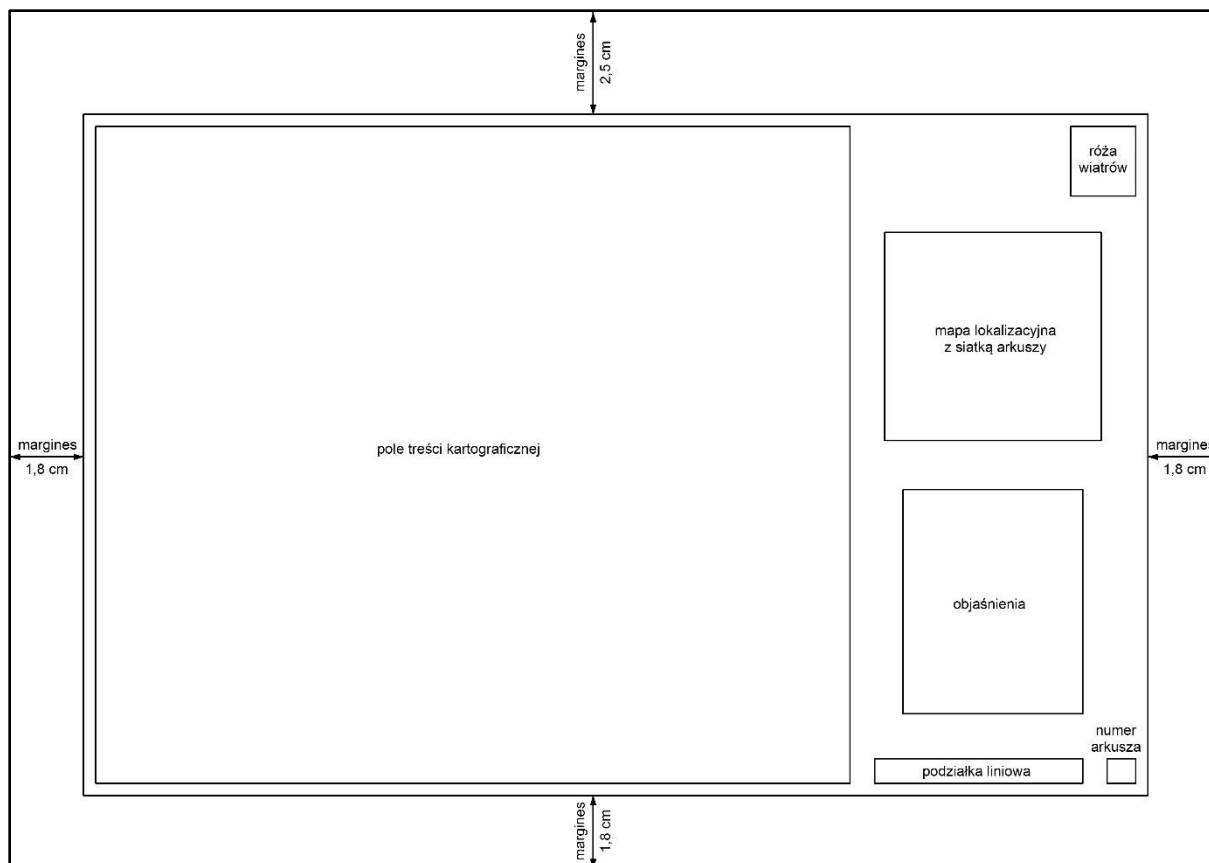 margines
2,5 cm
róża
wiatrów
mapa lokalizacyjna
z siatką arkuszy
pole treści kartograficznej
margines
1,8 cm
margines
1,8 cm
objaśnienia
numer
arkusza
podziałka liniowa
margines
1,8 cm